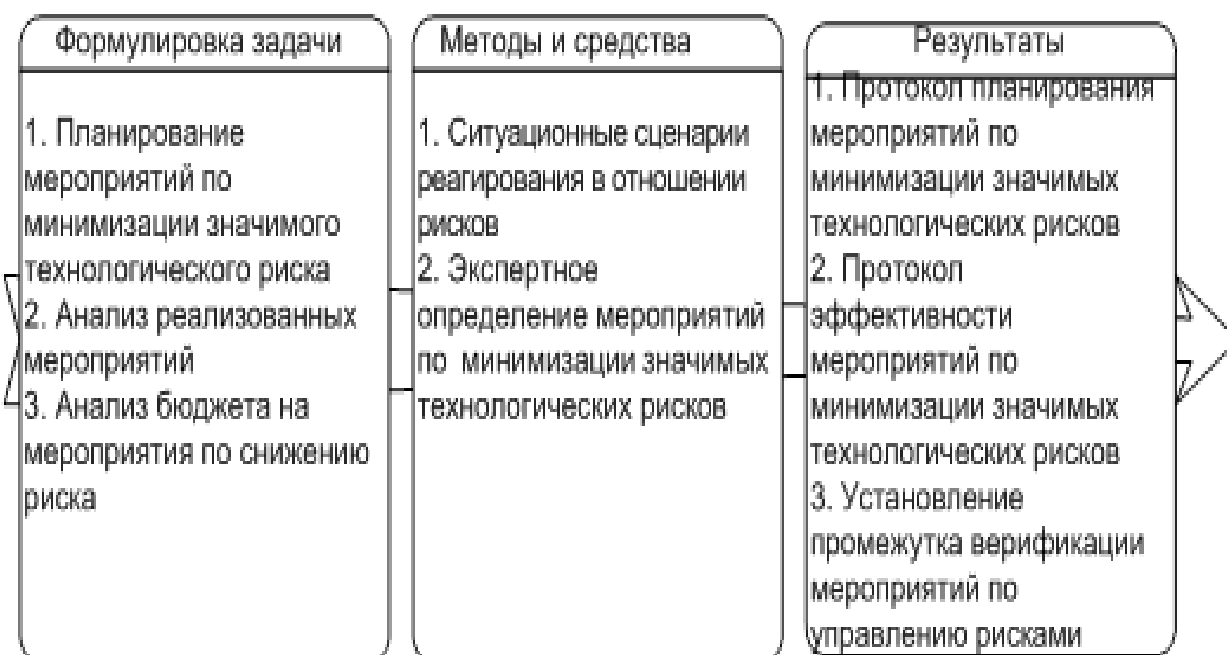 Формулировка задачи
1. Планирование
мероприятий по
минимизации значимого
технологического риска
2. Анализ реализованных
мероприятий
3. Анализ бюджета на
мероприятия по снижению
риска
Методы и средства
1. Ситуационные сценарии
реагирования в отношении
рисков
2. Экспертное
определение мероприятий
по минимизации значимых
технологических рисков
Результаты
1. Протокол планирования
мероприятий по
минимизации значимых
технологических рисков
2. Протокол
эффективности
мероприятий по
минимизации значимых
технологических рисков
3. Установление
промежутка верификации
мероприятий по
управлению рисками